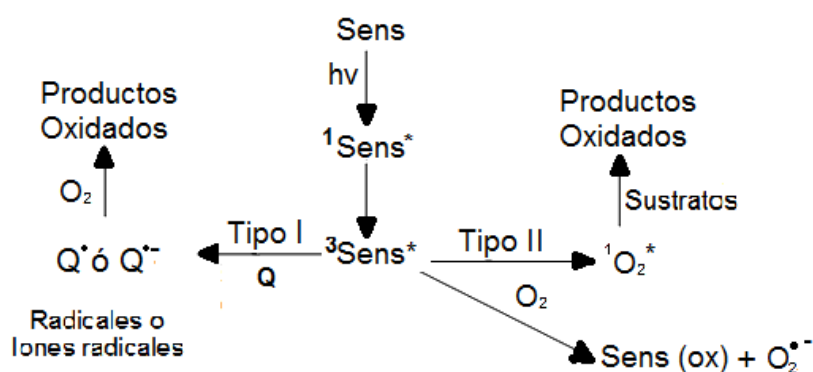 Sens
hv
Productos
Oxidados
¹Sens*
Productos
Oxidados
O₂
Sustratos
Q• ó Q•⁻
Tipo I
Q
³Sens*
Tipo II
O₂
¹O₂*
Radicales o
Iones radicales
Sens (ox) + O₂•⁻